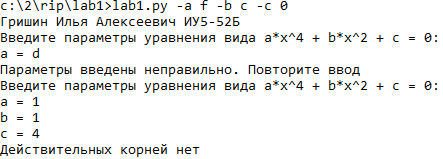 c:\2\rip\lab1>lab1.py -a f -b c -c 0
Гришин Илья Алексеевич ИУ5-52Б
Введите параметры уравнения вида a*x^4 + b*x^2 + c = 0:
a = d
Параметры введены неправильно. Повторите ввод
Введите параметры уравнения вида a*x^4 + b*x^2 + c = 0:
a = 1
b = 1
c = 4
Действительных корней нет